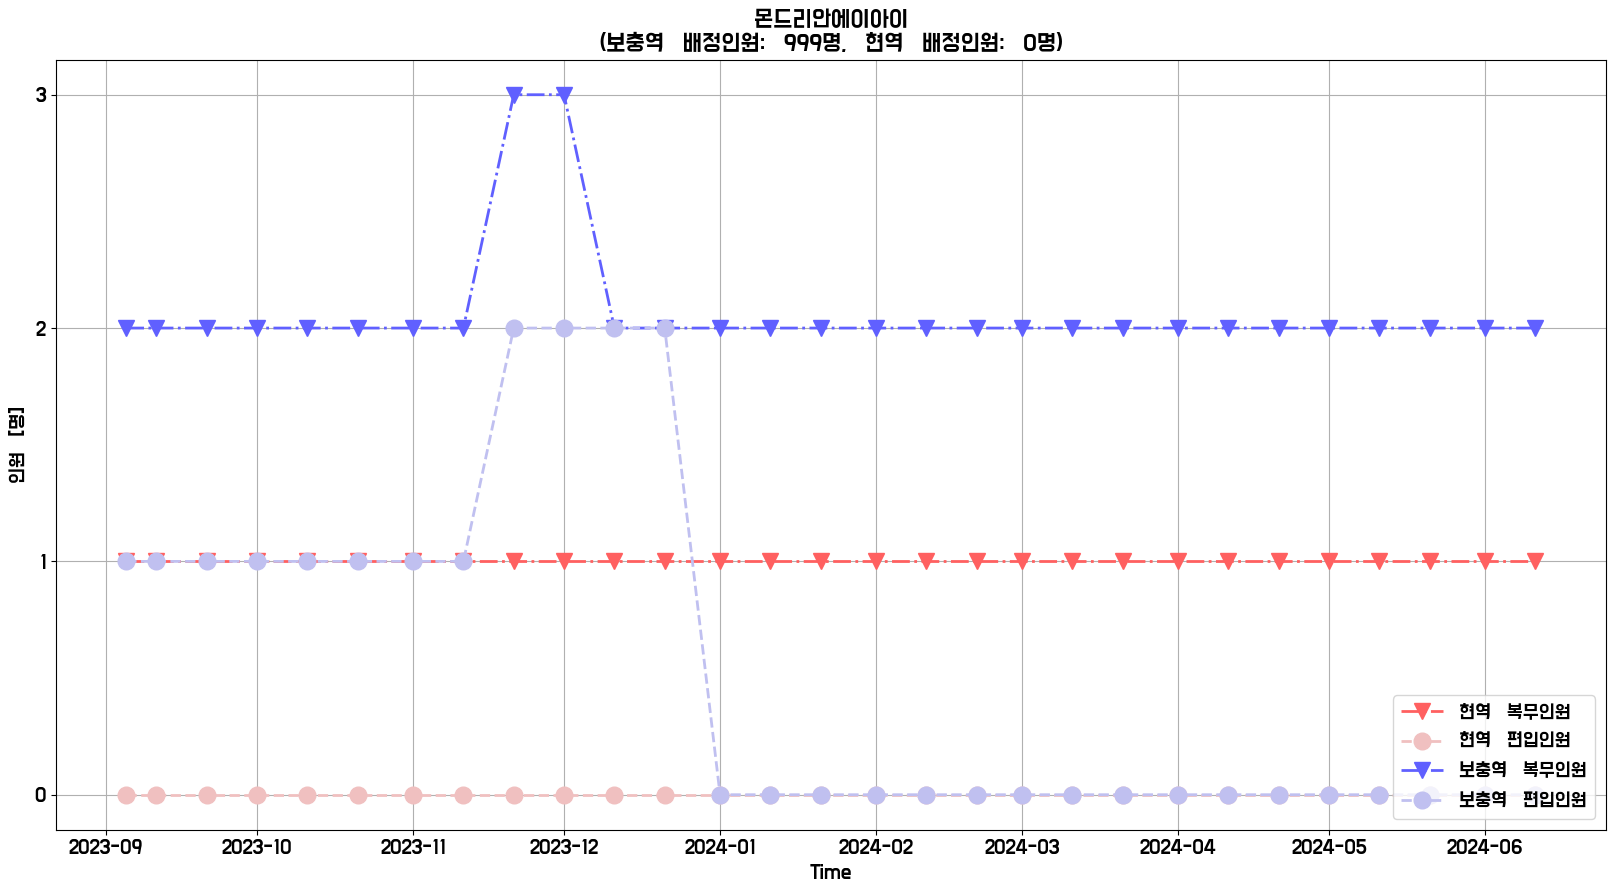 몬드리안에이아이
(보충역 배정인원: 999명, 현역 배정인원: 0명)
3
2
1
0
인원 [명]
2023-09 2023-10 2023-11 2023-12 2024-01 2024-02 2024-03 2024-04 2024-05 2024-06
Time
현역 복무인원
현역 편입인원
보충역 복무인원
보충역 편입인원